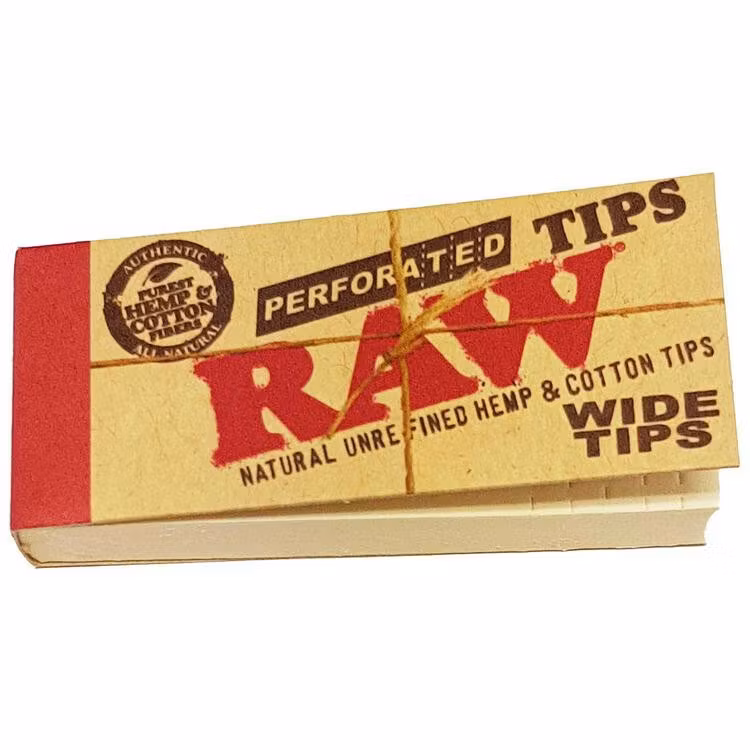 AUTHENTIC
PUREST
HEMP &
COTTON
FIBERS
ALL NATURAL
PERFORATED TIPS
RAW®
NATURAL UNREFINED HEMP & COTTON TIPS
WIDE
TIPS